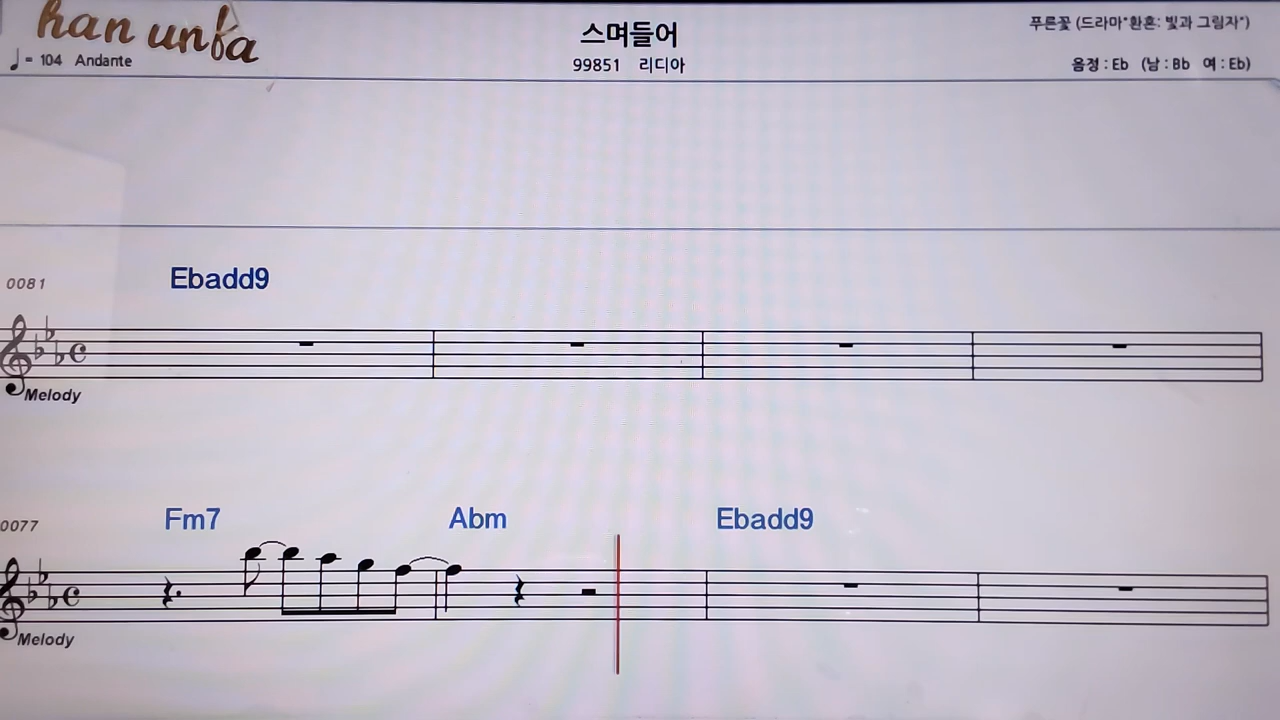 han unfa
스며들어
푸른꽃 (드라마"환혼: 빛과 그림자")
♩= 104 Andante
99851 리디아
음정 : Eb (남 : Bb 여 : Eb)
0081
Ebadd9
Melody
0077
Fm7 Abm Ebadd9
Melody